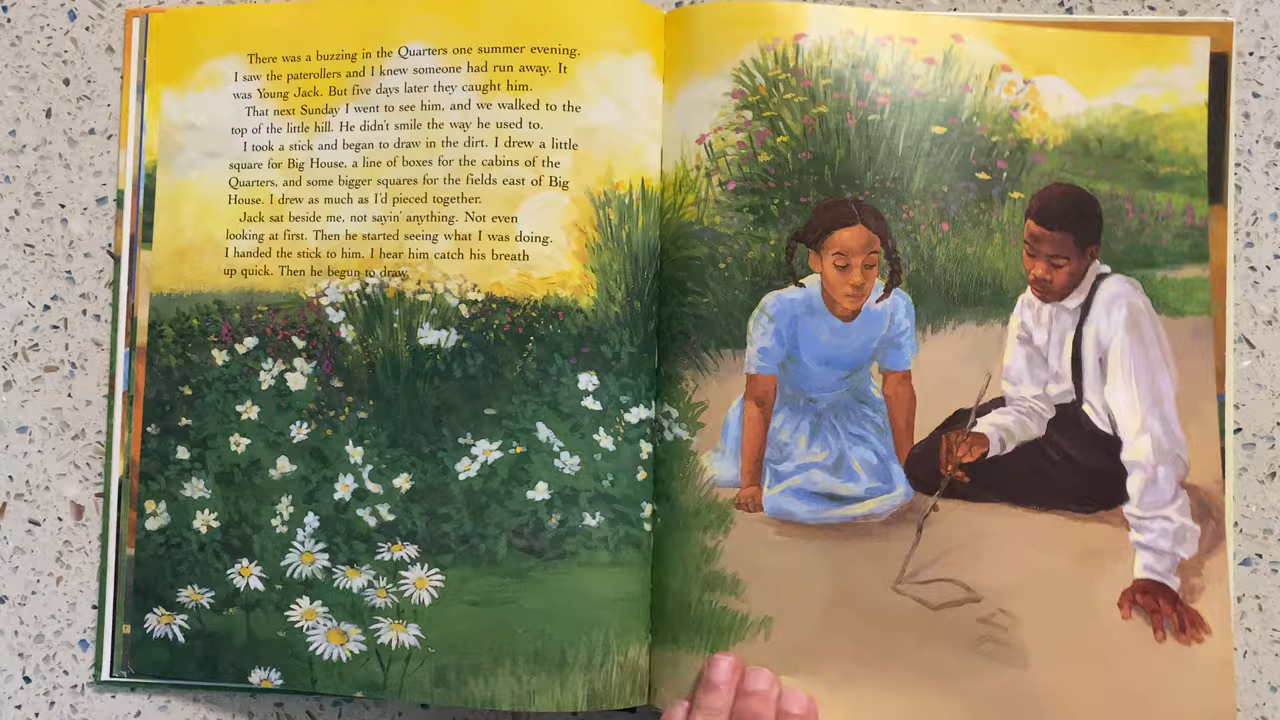 There was a buzzing in the Quarters one summer evening.
I saw the paterollers and I knew someone had run away. It
was Young Jack. But five days later they caught him.
That next Sunday I went to see him, and we walked to the
top of the little hill. He didn't smile the way he used to.
I took a stick and began to draw in the dirt. I drew a little
square for Big House, a line of boxes for the cabins of the
Quarters, and some bigger squares for the fields east of Big
House. I drew as much as I'd pieced together.
Jack sat beside me, not sayin' anything. Not even
looking at first. Then he started seeing what I was doing.
I handed the stick to him. I hear him catch his breath
up quick. Then he begun to draw.